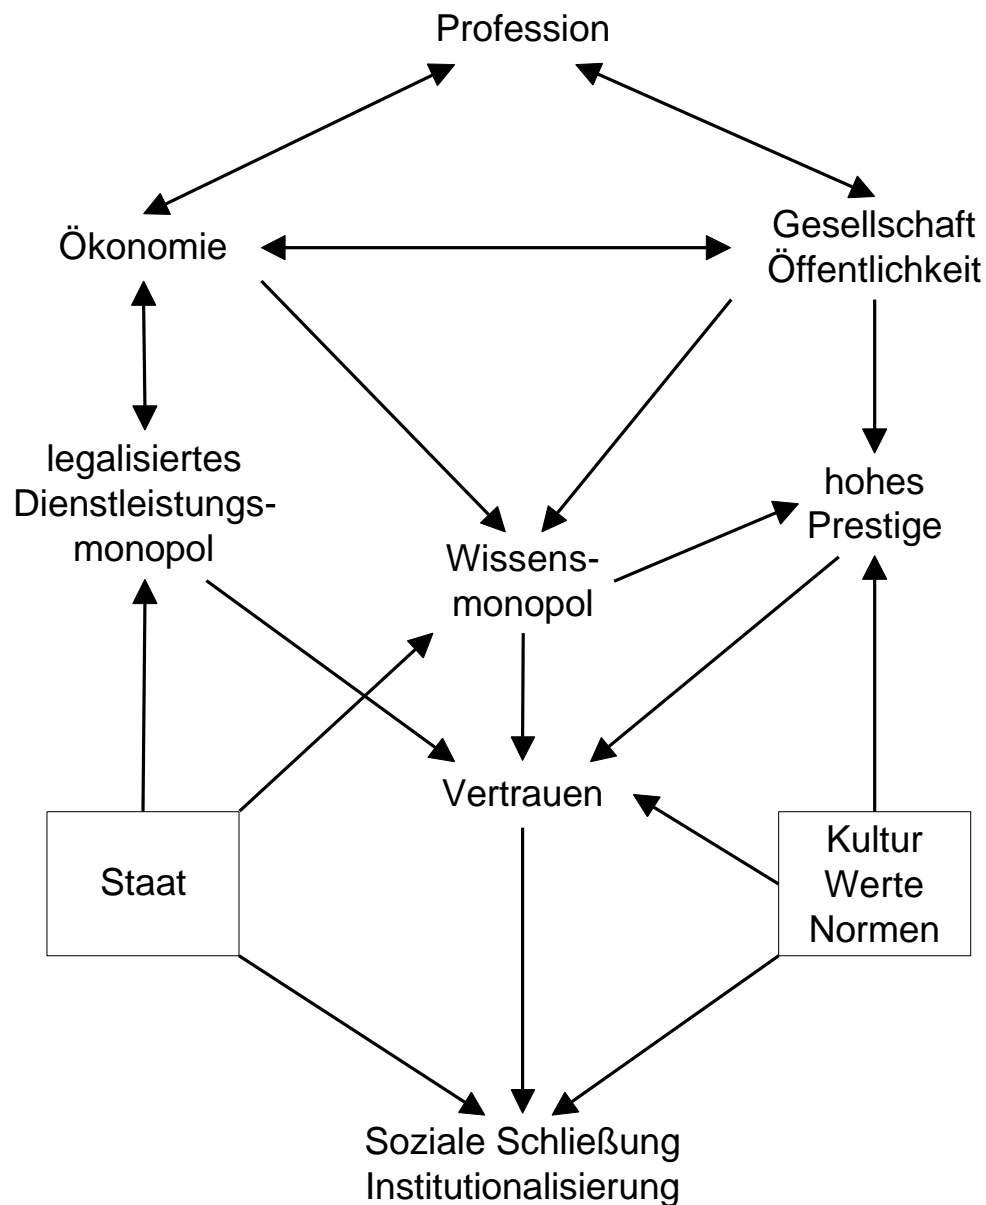 Profession
Ökonomie
Gesellschaft
Öffentlichkeit
legalisiertes
Dienstleistungs-
monopol
hohes
Prestige
Wissens-
monopol
Vertrauen
Staat
Kultur
Werte
Normen
Soziale Schließung
Institutionalisierung